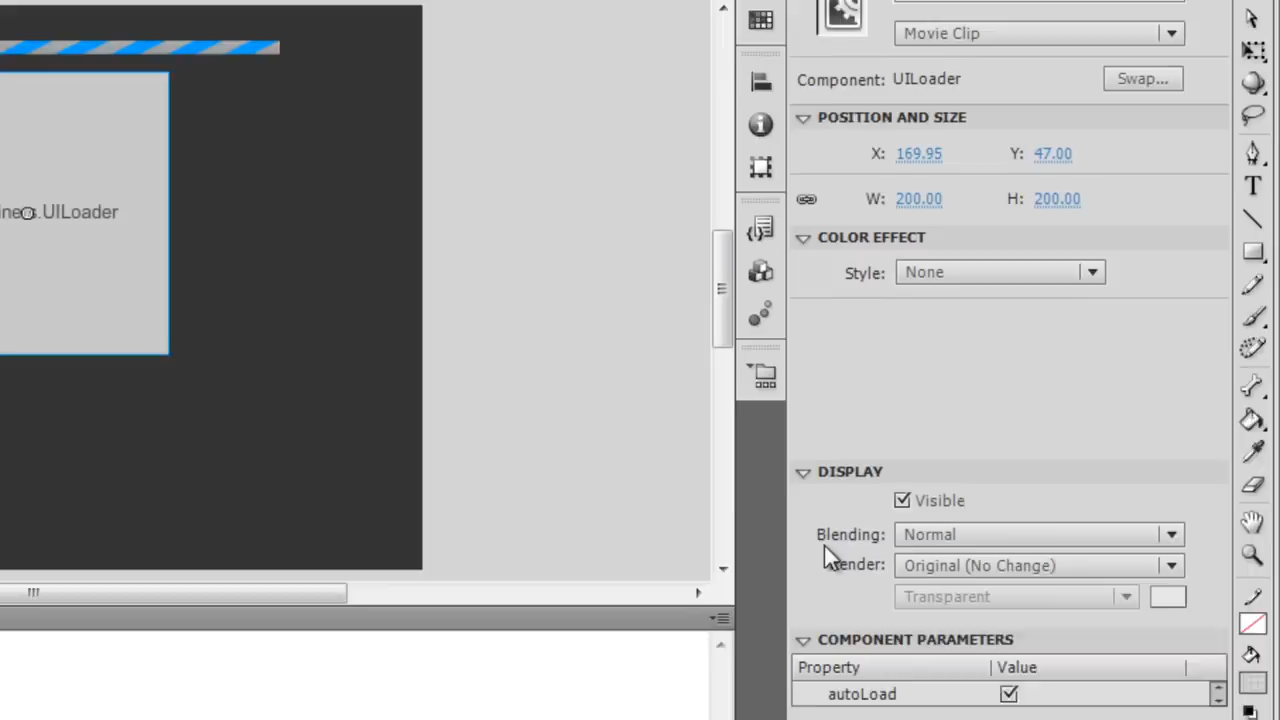 Movie Clip
Component: UILoader Swap...
POSITION AND SIZE
X: 169.95 Y: 47.00
W: 200.00 H: 200.00
COLOR EFFECT
Style: None
.UILoader
DISPLAY
Visible
Blending: Normal
ender: Original (No Change)
Transparent
COMPONENT PARAMETERS
Property Value
autoLoad